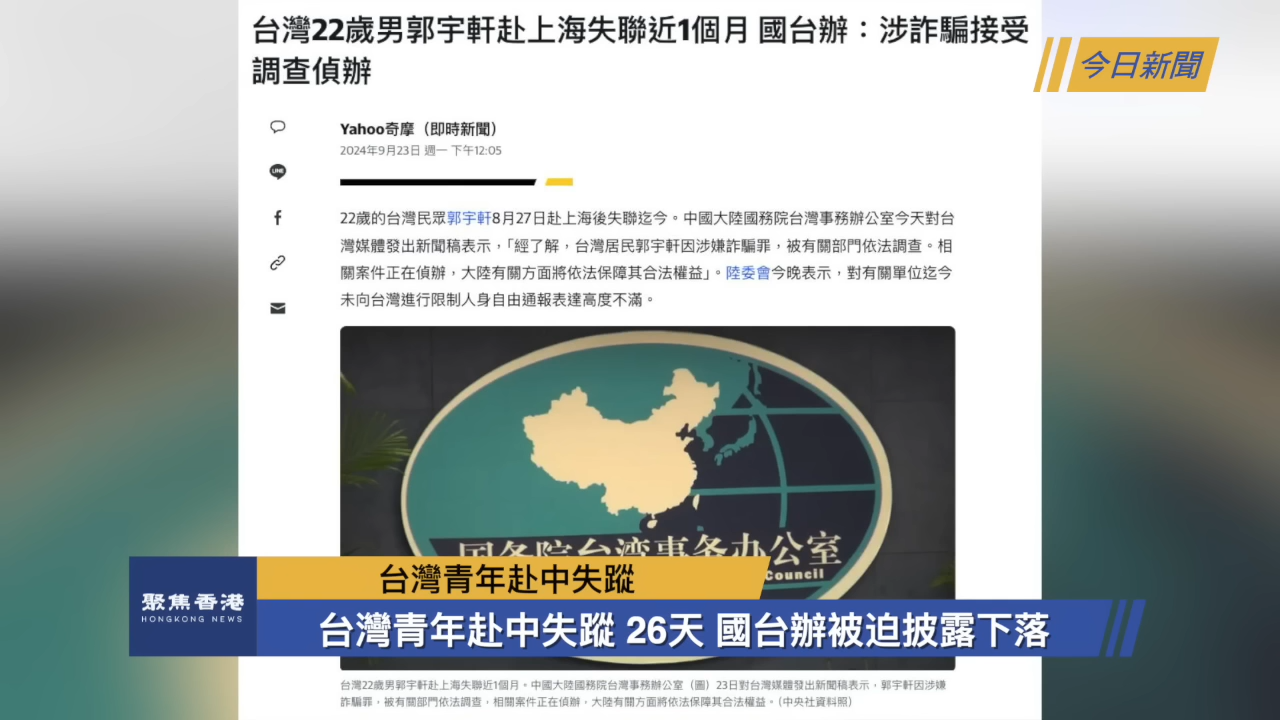 台灣22歲男郭宇軒赴上海失聯近1個月 國台辦：涉詐騙接受
調查偵辦
今日新聞
Yahoo奇摩（即時新聞）
2024年9月23日 週一 下午12:05
LINE
22歲的台灣民眾郭宇軒8月27日赴上海後失聯迄今。中國大陸國務院台灣事務辦公室今天對台
灣媒體發出新聞稿表示，「經了解，台灣居民郭宇軒因涉嫌詐騙罪，被有關部門依法調查。相
關案件正在偵辦，大陸有關方面將依法保障其合法權益」。陸委會今晚表示，對有關單位迄今
未向台灣進行限制人身自由通報表達高度不滿。
国务院台湾事务办公室
Council
台灣青年赴中失蹤
聚焦香港
HONGKONG NEWS
台灣青年赴中失蹤 26天 國台辦被迫披露下落
台灣22歲男郭宇軒赴上海失聯近1個月。中國大陸國務院台灣事務辦公室（圖）23日對台灣媒體發出新聞稿表示，郭宇軒因涉嫌
詐騙罪，被有關部門依法調查，相關案件正在偵辦，大陸有關方面將依法保障其合法權益。（中央社資料照）